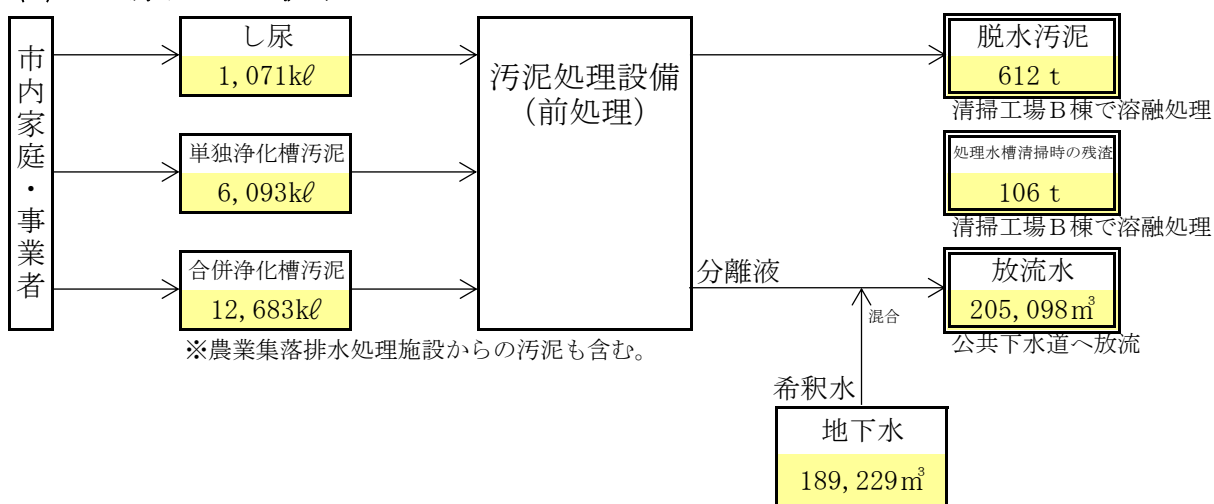 市内家庭・事業者
し尿
1,071kℓ
単独浄化槽汚泥
6,093kℓ
合併浄化槽汚泥
12,683kℓ
※農業集落排水処理施設からの汚泥も含む。
汚泥処理設備
（前処理）
脱水汚泥
612 t
清掃工場Ｂ棟で溶融処理
処理水槽清掃時の残渣
106 t
清掃工場Ｂ棟で溶融処理
分離液
放流水
205,098㎥
公共下水道へ放流
混合
希釈水
地下水
189,229㎥